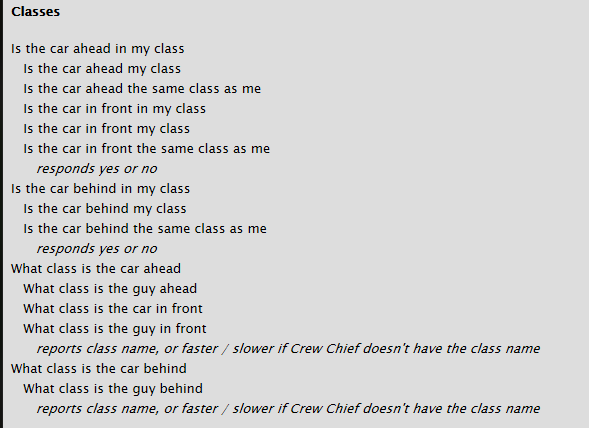 Classes
Is the car ahead in my class
Is the car ahead my class
Is the car ahead the same class as me
Is the car in front in my class
Is the car in front my class
Is the car in front the same class as me
responds yes or no
Is the car behind in my class
Is the car behind my class
Is the car behind the same class as me
responds yes or no
What class is the car ahead
What class is the guy ahead
What class is the car in front
What class is the guy in front
reports class name, or faster / slower if Crew Chief doesn't have the class name
What class is the car behind
What class is the guy behind
reports class name, or faster / slower if Crew Chief doesn't have the class name